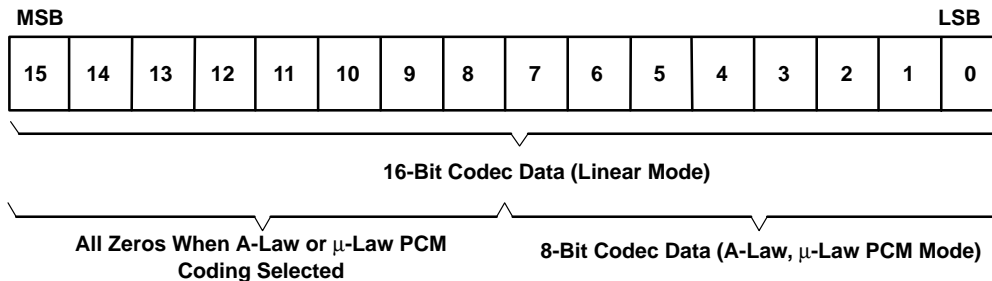 MSB LSB
15 14 13 12 11 10 9 8 7 6 5 4 3 2 1 0
16-Bit Codec Data (Linear Mode)
All Zeros When A-Law or μ-Law PCM
Coding Selected
8-Bit Codec Data (A-Law, μ-Law PCM Mode)